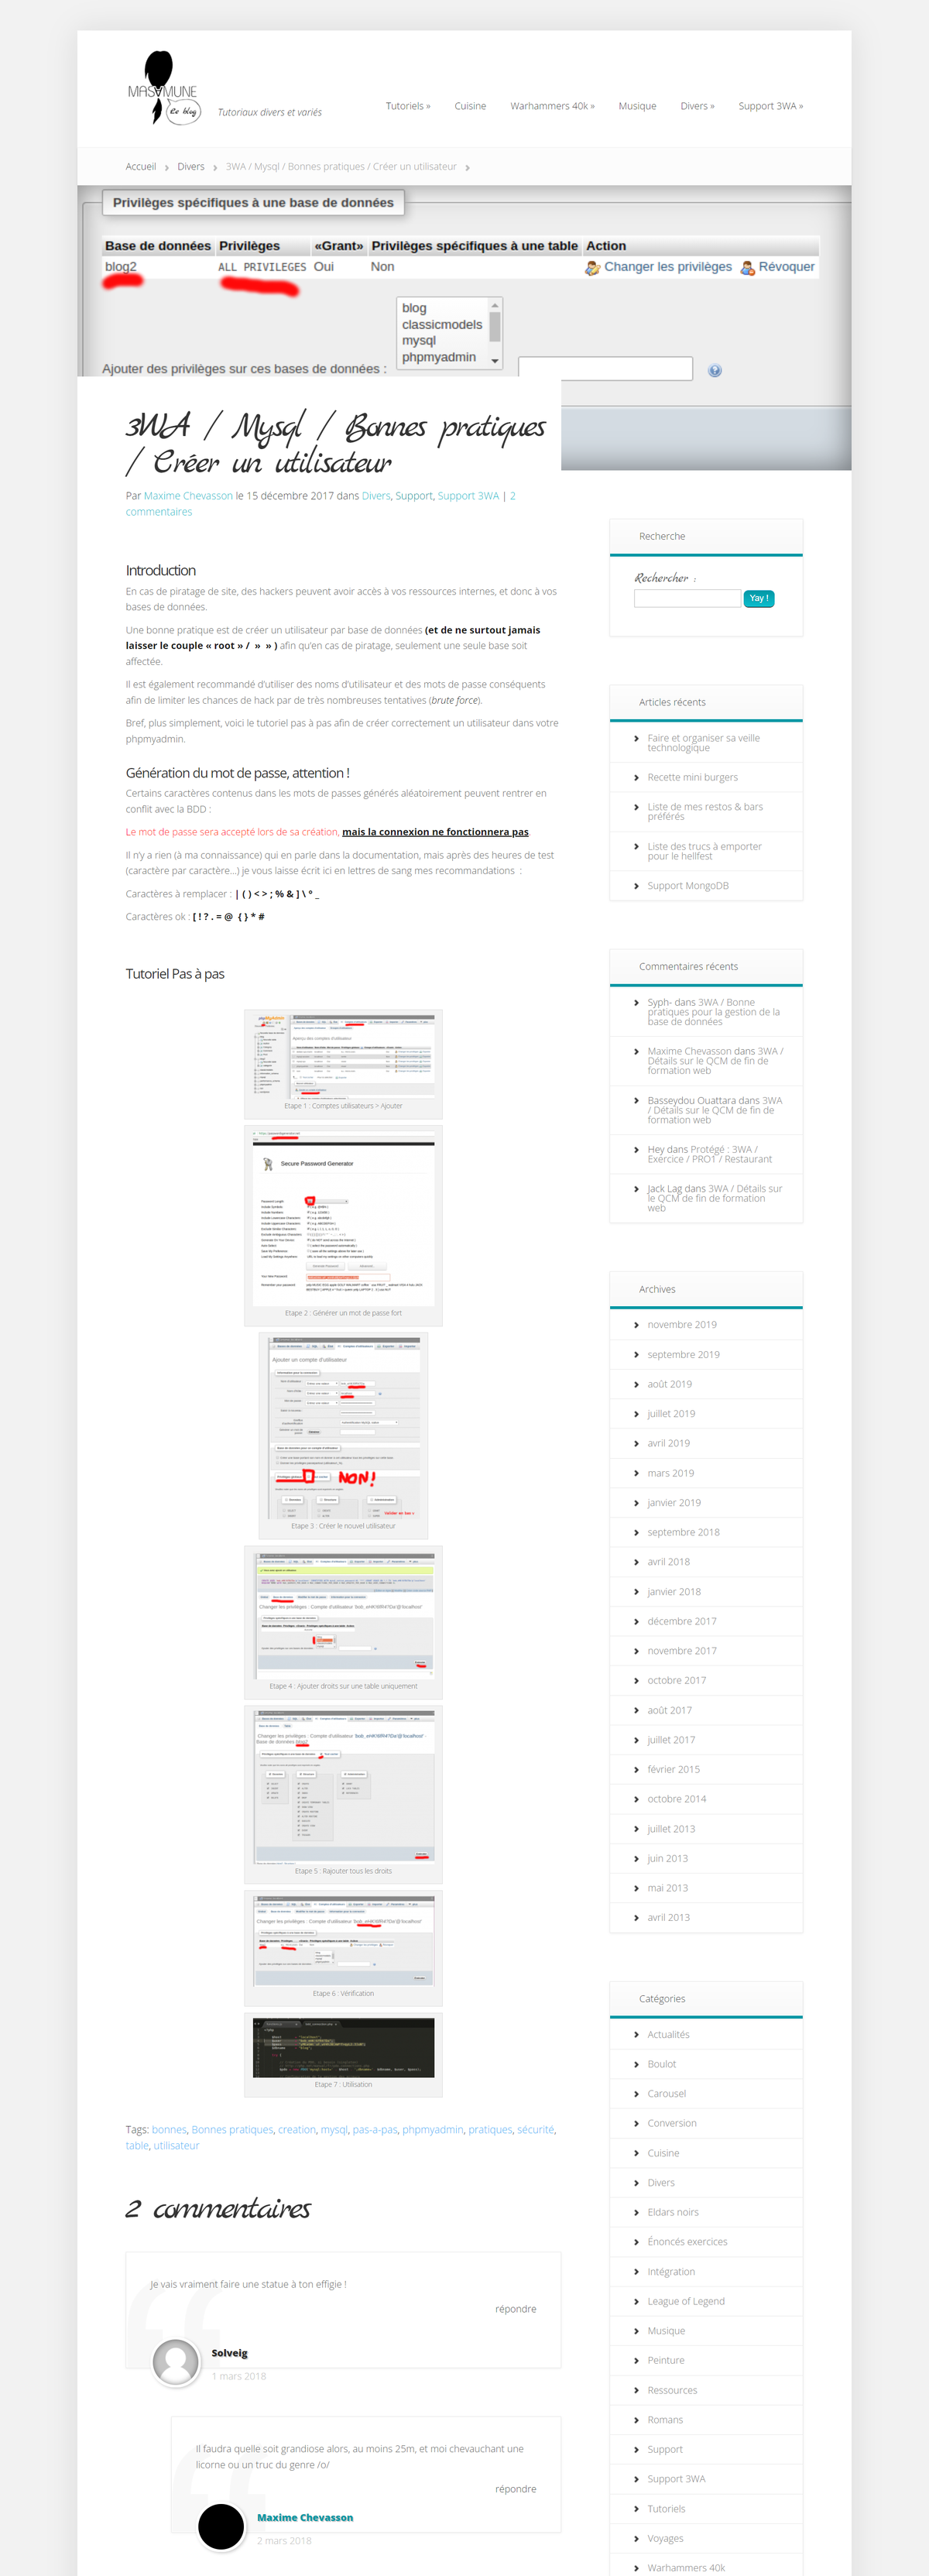 MASAMUNE
Le blog
Tutoriaux divers et variés
Tutoriels »
Cuisine
Warhammers 40k »
Musique
Divers »
Support 3WA »
Accueil
Divers
3WA / Mysql / Bonnes pratiques / Créer un utilisateur
Privilèges spécifiques à une base de données
Base de données Privilèges «Grant» Privilèges spécifiques à une table Action
blog2 ALL PRIVILEGES Oui Non Changer les privilèges Révoquer
blog
classicmodels
mysql
phpmyadmin
Ajouter des privilèges sur ces bases de données :
3WA / Mysql / Bonnes pratiques
/ Créer un utilisateur
Par Maxime Chevasson le 15 décembre 2017 dans Divers, Support, Support 3WA | 2
commentaires
Introduction
En cas de piratage de site, des hackers peuvent avoir accès à vos ressources internes, et donc à vos
bases de données.
Une bonne pratique est de créer un utilisateur par base de données (et de ne surtout jamais
laisser le couple « root » / » » ) afin qu'en cas de piratage, seulement une seule base soit
affectée.
Il est également recommandé d'utiliser des noms d'utilisateur et des mots de passe conséquents
afin de limiter les chances de hack par de très nombreuses tentatives (brute force).
Bref, plus simplement, voici le tutoriel pas à pas afin de créer correctement un utilisateur dans votre
phpmyadmin.
Génération du mot de passe, attention !
Certains caractères contenus dans les mots de passes générés aléatoirement peuvent rentrer en
conflit avec la BDD :
Le mot de passe sera accepté lors de sa création, mais la connexion ne fonctionnera pas.
Il n'y a rien (à ma connaissance) qui en parle dans la documentation, mais après des heures de test
(caractère par caractère...) je vous laisse écrit ici en lettres de sang mes recommandations :
Caractères à remplacer : | ( ) < > ; % & ] \ ° _
Caractères ok : [ ! ? . = @ { } * #
Tutoriel Pas à pas
Etape 1 : Comptes utilisateurs > Ajouter
Secure Password Generator
Etape 2 : Générer un mot de passe fort
Ajouter un compte d'utilisateur
NON!
Etape 3 : Créer le nouvel utilisateur
Etape 4 : Ajouter droits sur une table uniquement
Etape 5 : Rajouter tous les droits
Etape 6 : Vérification
Etape 7 : Utilisation
Tags: bonnes, Bonnes pratiques, creation, mysql, pas-a-pas, phpmyadmin, pratiques, sécurité,
table, utilisateur
2 commentaires
Je vais vraiment faire une statue à ton effigie !
répondre
Solveig
1 mars 2018
Il faudra quelle soit grandiose alors, au moins 25m, et moi chevauchant une
licorne ou un truc du genre /o/
répondre
Maxime Chevasson
2 mars 2018
Recherche
Rechercher :
Yay !
Articles récents
Faire et organiser sa veille
technologique
Recette mini burgers
Liste de mes restos & bars
préférés
Liste des trucs à emporter
pour le hellfest
Support MongoDB
Commentaires récents
Syph- dans 3WA / Bonne
pratiques pour la gestion de la
base de données
Maxime Chevasson dans 3WA /
Détails sur le QCM de fin de
formation web
Basseydou Ouattara dans 3WA
/ Détails sur le QCM de fin de
formation web
Hey dans Protégé : 3WA /
Exercice / PRO1 / Restaurant
Jack Lag dans 3WA / Détails sur
le QCM de fin de formation
web
Archives
novembre 2019
septembre 2019
août 2019
juillet 2019
avril 2019
mars 2019
janvier 2019
septembre 2018
avril 2018
janvier 2018
décembre 2017
novembre 2017
octobre 2017
août 2017
juillet 2017
février 2015
octobre 2014
juillet 2013
juin 2013
mai 2013
avril 2013
Catégories
Actualités
Boulot
Carousel
Conversion
Cuisine
Divers
Eldars noirs
Énoncés exercices
Intégration
League of Legend
Musique
Peinture
Ressources
Romans
Support
Support 3WA
Tutoriels
Voyages
Warhammers 40k